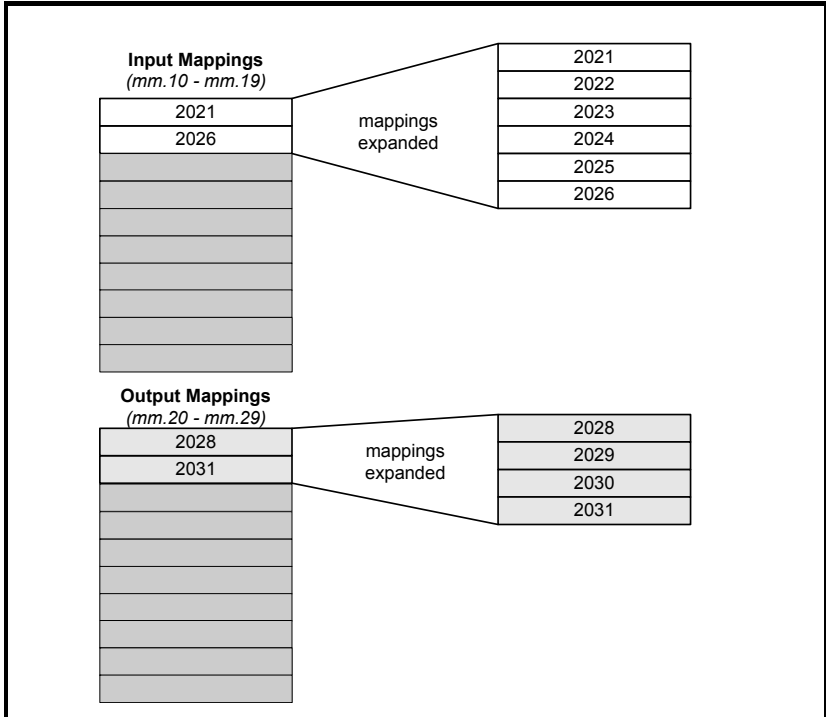 Input Mappings
(mm.10 - mm.19)
2021
2026
mappings
expanded
2021
2022
2023
2024
2025
2026
Output Mappings
(mm.20 - mm.29)
2028
2031
mappings
expanded
2028
2029
2030
2031